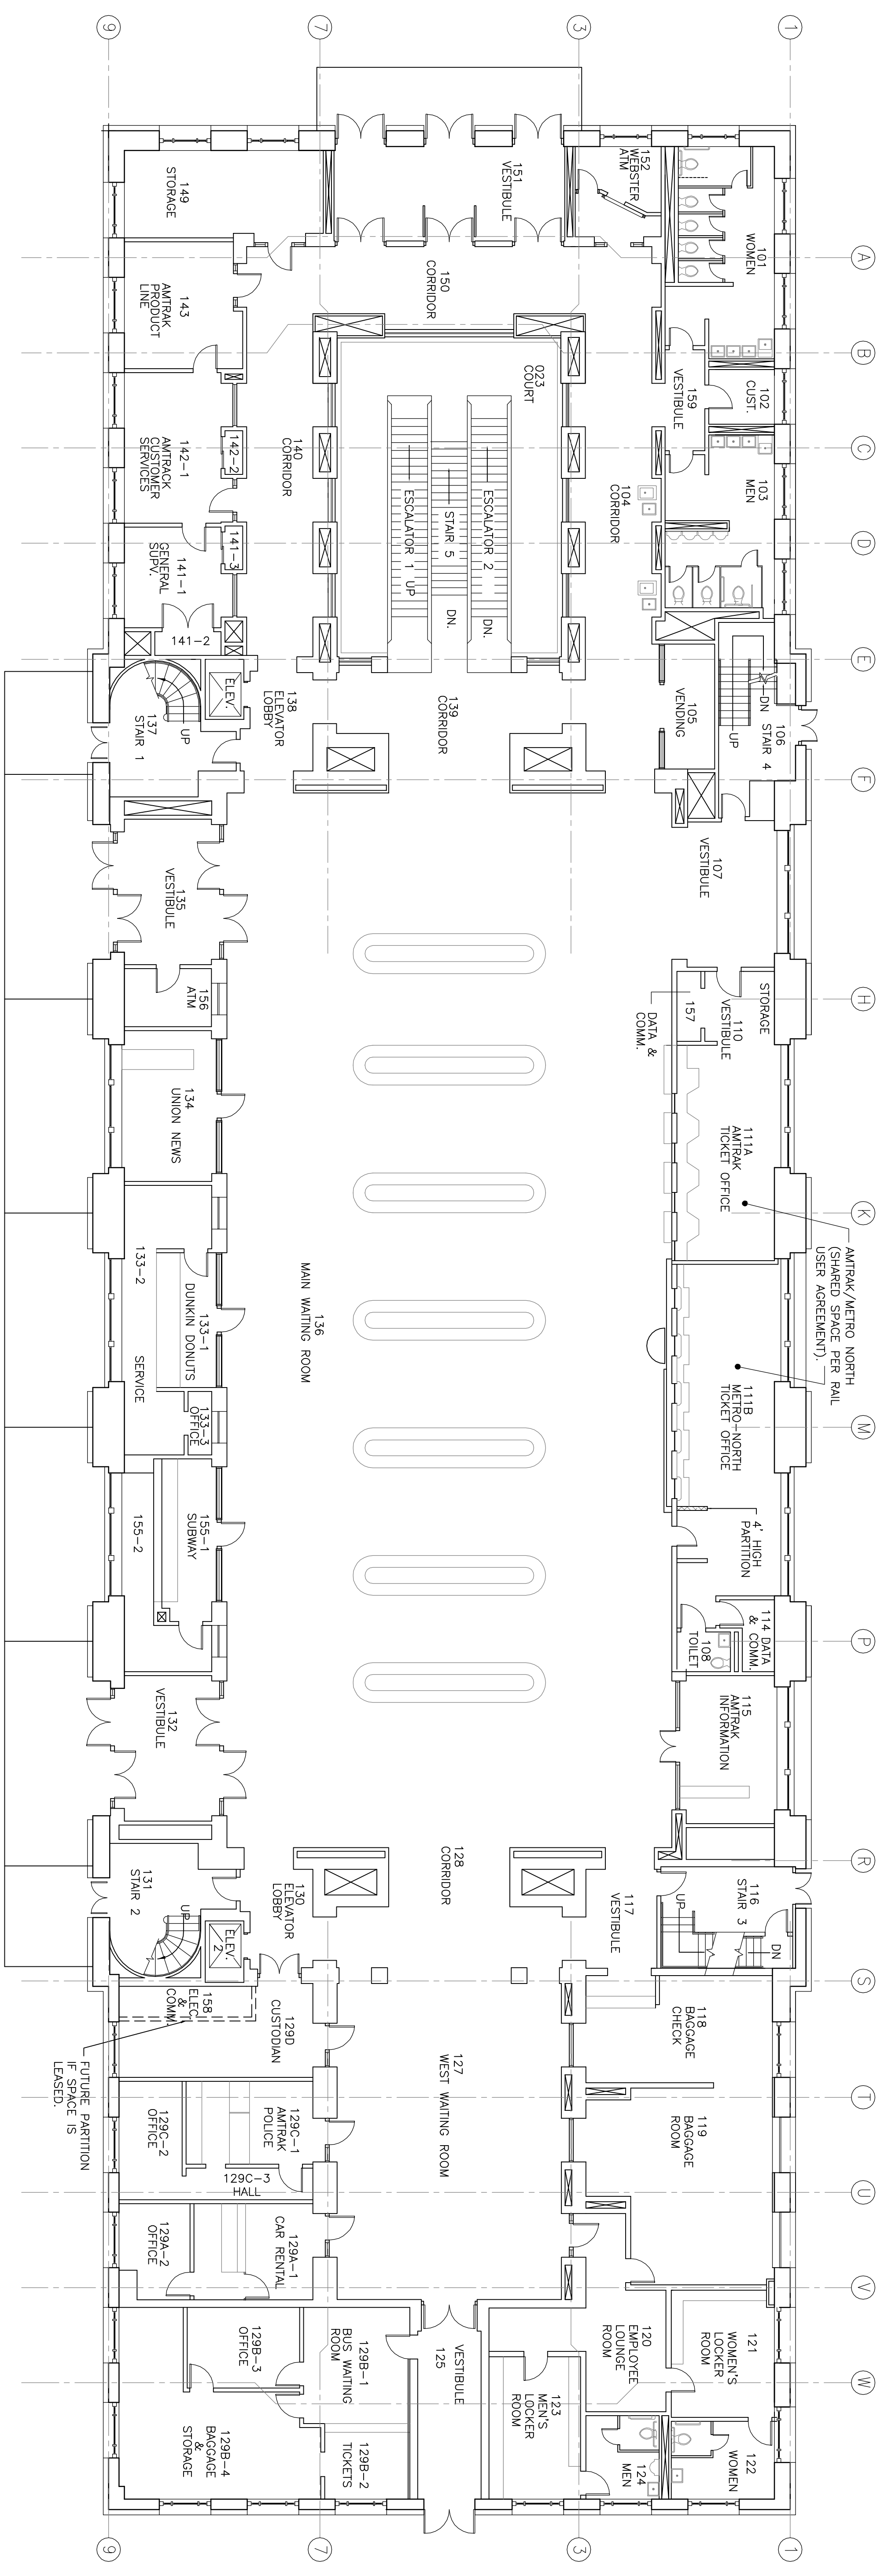 9
7
3
1
A
B
C
D
E
F
H
K
M
P
R
S
T
U
V
W
149
STORAGE
151
VESTIBULE
152
WEBSTER
ATM
WOMEN
101
150
CORRIDOR
143
AMTRAK
PRODUCT
LINE
023
COURT
159
VESTIBULE
102
CUST.
142-2
142-1
AMTRACK
CUSTOMER
SERVICES
140
CORRIDOR
ESCALATOR 1 UP
STAIR 5
DN.
ESCALATOR 2
DN.
104
CORRIDOR
103
MEN
141-3
141-1
GENERAL
SUPV.
141-2
ELEV.
138
ELEVATOR
LOBBY
139
CORRIDOR
105
VENDING
106
STAIR 4
DN
UP
137
STAIR 1
UP
107
VESTIBULE
135
VESTIBULE
156
ATM
157
DATA &
COMM.
110
VESTIBULE
STORAGE
134
UNION NEWS
111A
AMTRAK
TICKET OFFICE
AMTRAK/METRO NORTH
(SHARED SPACE PER RAIL
USER AGREEMENT).
133-2
SERVICE
133-1
DUNKIN DONUTS
133-3
OFFICE
136
MAIN WAITING ROOM
111B
METRO-NORTH
TICKET OFFICE
155-1
SUBWAY
155-2
4' HIGH
PARTITION
108
TOILET
114 DATA
& COMM.
132
VESTIBULE
115
AMTRAK
INFORMATION
131
STAIR 2
UP
ELEV.
2
130
ELEVATOR
LOBBY
128
CORRIDOR
117
VESTIBULE
116
STAIR 3
UP
DN
158
ELEC
&
COMM.
129D
CUSTODIAN
FUTURE PARTITION
IF SPACE IS
LEASED.
127
WEST WAITING ROOM
118
BAGGAGE
CHECK
129C-2
OFFICE
129C-1
AMTRAK
POLICE
129C-3
HALL
119
BAGGAGE
ROOM
129A-2
OFFICE
129A-1
CAR RENTAL
129B-3
OFFICE
129B-1
BUS WAITING
ROOM
VESTIBULE
125
120
EMPLOYEE
LOUNGE
ROOM
121
WOMEN'S
LOCKER
ROOM
129B-4
BAGGAGE
&
STORAGE
129B-2
TICKETS
123
MEN'S
LOCKER
ROOM
124
MEN
122
WOMEN
9
7
3
1